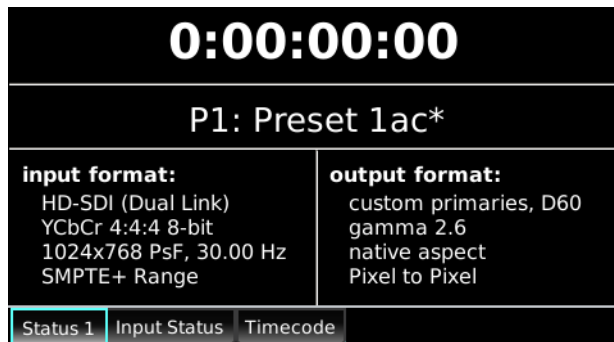 0:00:00:00
P1: Preset 1ac*
input format:
HD-SDI (Dual Link)
YCbCr 4:4:4 8-bit
1024x768 PsF, 30.00 Hz
SMPTE+ Range
output format:
custom primaries, D60
gamma 2.6
native aspect
Pixel to Pixel
Status 1 Input Status Timecode